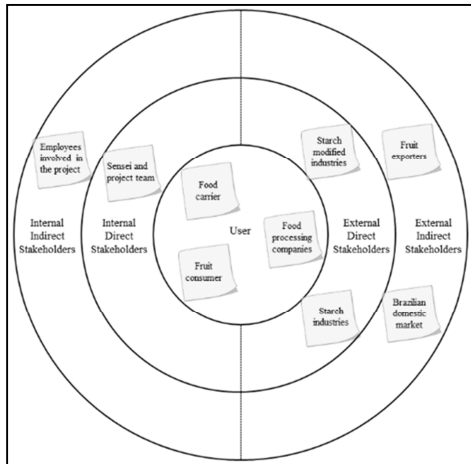 Employees
involved in
the project
Sensei and
project team
Internal
Indirect
Stakeholders
Internal
Direct
Stakeholders
Food
carrier
User
Fruit
consumer
Food
processing
companies
Starch
modified
industries
Fruit
exporters
External
Direct
Stakeholders
External
Indirect
Stakeholders
Starch
industries
Brazilian
domestic
market